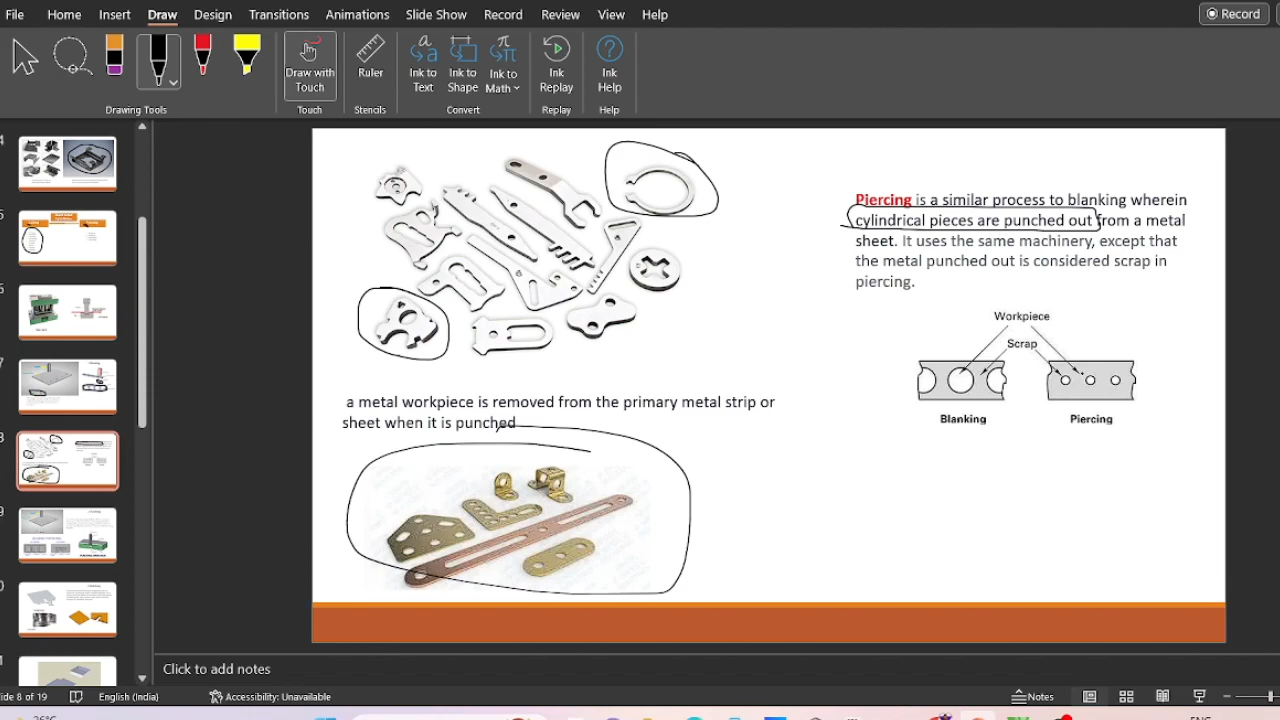 File Home Insert Draw Design Transitions Animations Slide Show Record Review View Help Record
Draw with Touch
Ruler
Ink to Text
Ink to Shape
Ink to Math
Ink Replay
Ink Help
Drawing Tools Touch Stencils Convert Replay Help
Piercing is a similar process to blanking wherein
cylindrical pieces are punched out from a metal
sheet. It uses the same machinery, except that
the metal punched out is considered scrap in
piercing.
Workpiece
Scrap
Blanking Piercing
a metal workpiece is removed from the primary metal strip or
sheet when it is punched
Click to add notes
lide 8 of 19 English (India) Accessibility: Unavailable Notes
26°C ENG